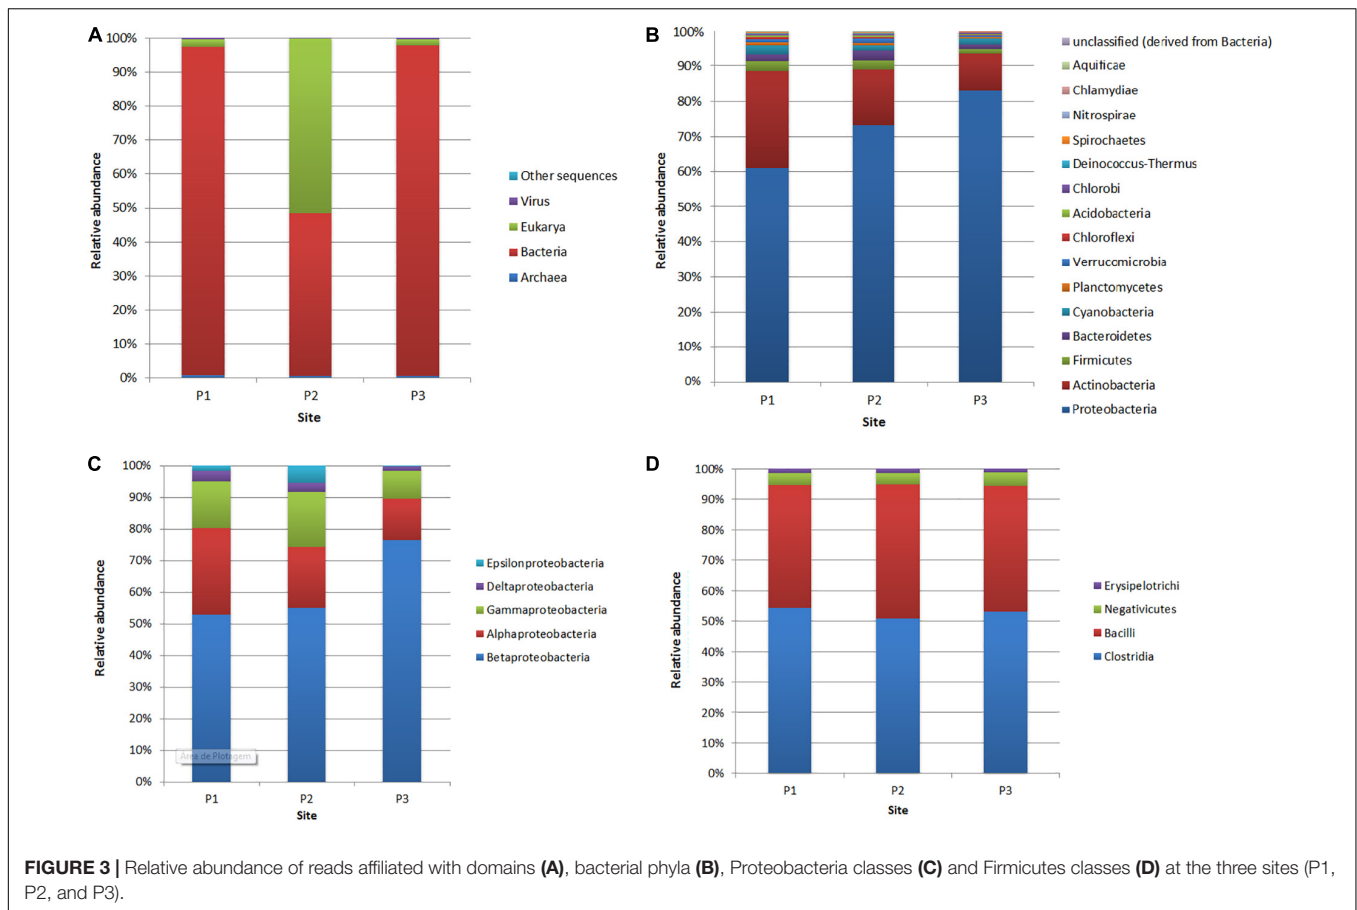 A
100%
90%
80%
70%
60%
50%
40%
30%
20%
10%
0%
Relative abundance
P1 P2 P3
Site
Other sequences
Virus
Eukarya
Bacteria
Archaea
B
100%
90%
80%
70%
60%
50%
40%
30%
20%
10%
0%
Relative abundance
P1 P2 P3
Site
unclassified (derived from Bacteria)
Aquificae
Chlamydiae
Nitrospirae
Spirochaetes
Deinococcus-Thermus
Chlorobi
Acidobacteria
Chloroflexi
Verrucomicrobia
Planctomycetes
Cyanobacteria
Bacteroidetes
Firmicutes
Actinobacteria
Proteobacteria
C
100%
90%
80%
70%
60%
50%
40%
30%
20%
10%
0%
Relative abundance
Área de Plotagem
P1 P2 P3
Site
Epsilonproteobacteria
Deltaproteobacteria
Gammaproteobacteria
Alphaproteobacteria
Betaproteobacteria
D
100%
90%
80%
70%
60%
50%
40%
30%
20%
10%
0%
Relative abundance
P1 P2 P3
Site
Erysipelotrichi
Negativicutes
Bacilli
Clostridia
FIGURE 3 | Relative abundance of reads affiliated with domains (A), bacterial phyla (B), Proteobacteria classes (C) and Firmicutes classes (D) at the three sites (P1,
P2, and P3).